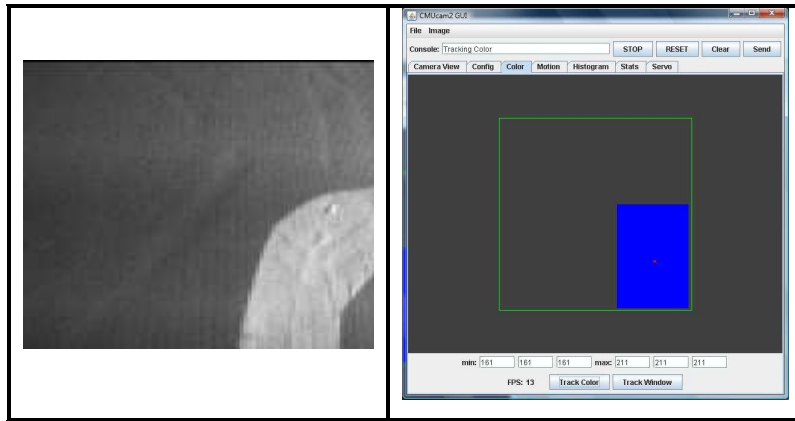 CMUcam2 GUI
File Image
Console: Tracking Color STOP RESET Clear Send
Camera View Config Color Motion Histogram Stats Servo
min: 161 161 161 max: 211 211 211
FPS: 13 Track Color Track Window